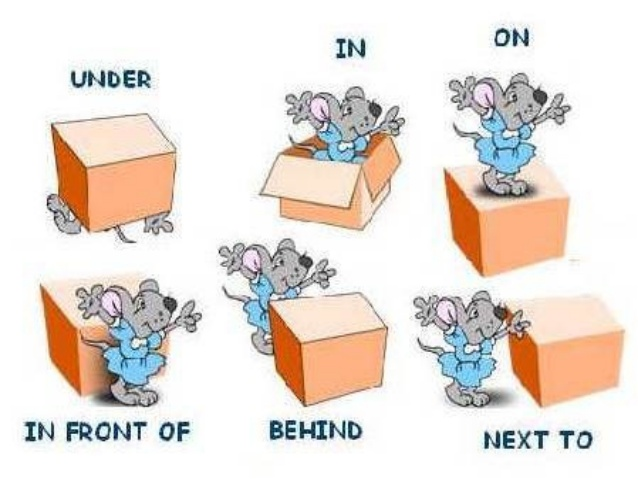 UNDER
IN
ON
IN FRONT OF
BEHIND
NEXT TO